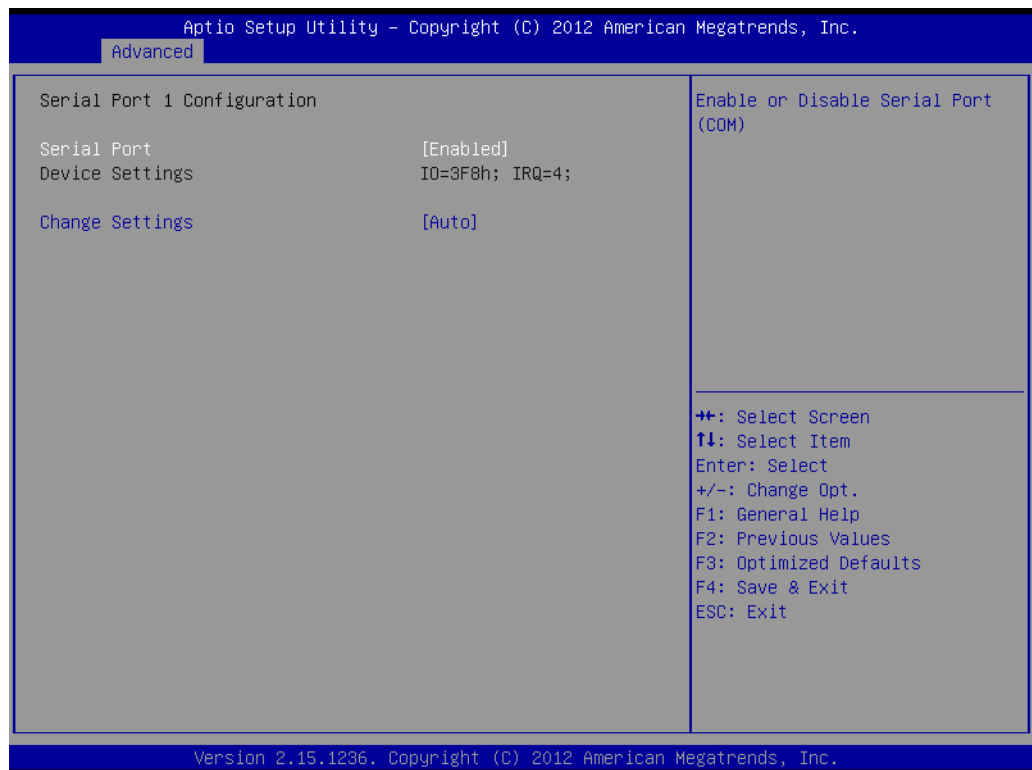 Aptio Setup Utility – Copyright (C) 2012 American Megatrends, Inc.
Advanced
Serial Port 1 Configuration
Serial Port [Enabled]
Device Settings IO=3F8h; IRQ=4;
Change Settings [Auto]
Enable or Disable Serial Port
(COM)
→←: Select Screen
↑↓: Select Item
Enter: Select
+/-: Change Opt.
F1: General Help
F2: Previous Values
F3: Optimized Defaults
F4: Save & Exit
ESC: Exit
Version 2.15.1236. Copyright (C) 2012 American Megatrends, Inc.